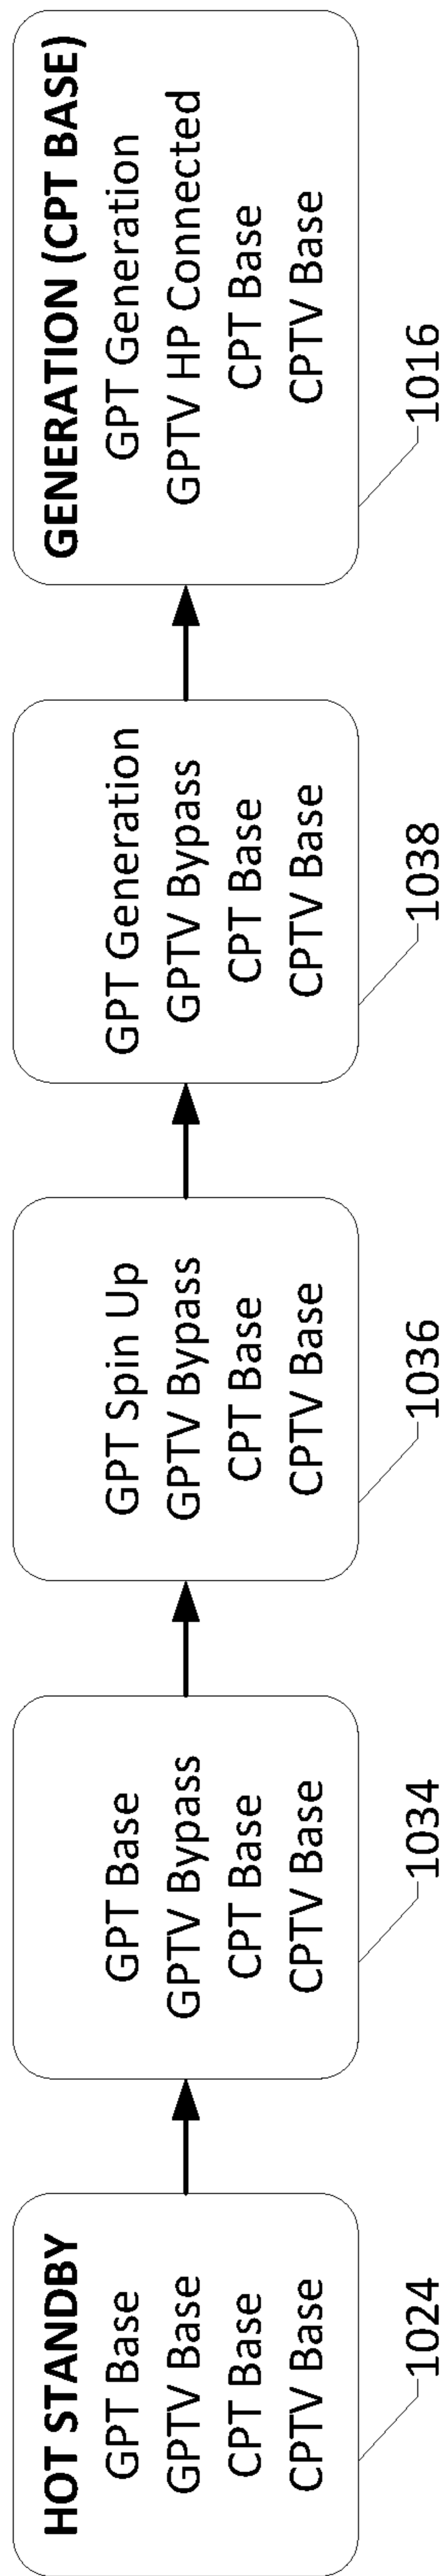 HOT STANDBY
GPT Base
GPTV Base
CPT Base
CPTV Base
1024
GPT Base
GPTV Bypass
CPT Base
CPTV Base
1034
GPT Spin Up
GPTV Bypass
CPT Base
CPTV Base
1036
GPT Generation
GPTV Bypass
CPT Base
CPTV Base
1038
GENERATION (CPT BASE)
GPT Generation
GPTV HP Connected
CPT Base
CPTV Base
1016